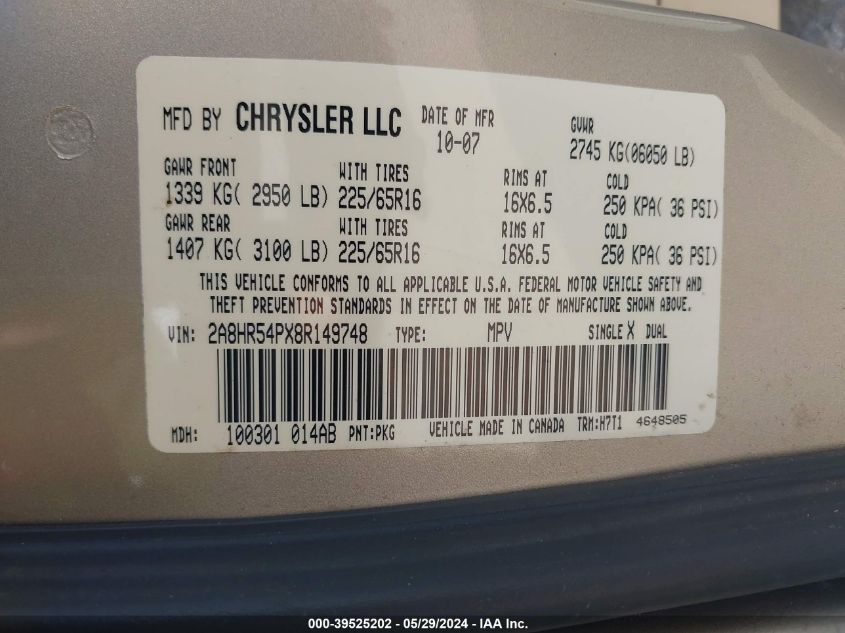 MFD BY CHRYSLER LLC DATE OF MFR 10-07 GVWR 2745 KG(06050 LB)
GAWR FRONT WITH TIRES RIMS AT COLD
1339 KG( 2950 LB) 225/65R16 16X6.5 250 KPA( 36 PSI)
GAWR REAR WITH TIRES RIMS AT COLD
1407 KG( 3100 LB) 225/65R16 16X6.5 250 KPA( 36 PSI)
THIS VEHICLE CONFORMS TO ALL APPLICABLE U.S.A. FEDERAL MOTOR VEHICLE SAFETY AND
THEFT PREVENTION STANDARDS IN EFFECT ON THE DATE OF MANUFACTURE SHOWN ABOVE.
VIN: 2A8HR54PX8R149748 TYPE: MPV SINGLE X DUAL
MDH: 100301 014AB PNT:PKG VEHICLE MADE IN CANADA TRM:H7T1 4648505
000-39525202 - 05/29/2024 - IAA Inc.